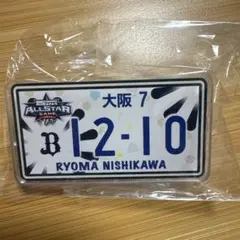 ALLSTAR
GAME
大阪 7
B 12-10
RYOMA NISHIKAWA